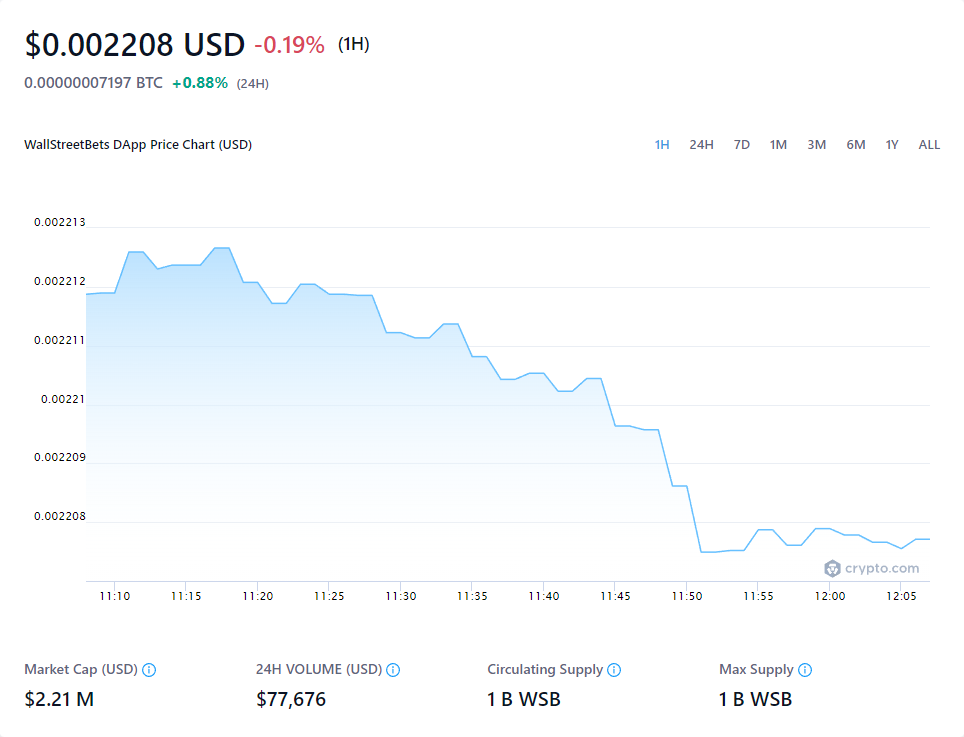 $0.002208 USD -0.19% (1H)
0.00000007197 BTC +0.88% (24H)
WallStreetBets DApp Price Chart (USD) 1H 24H 7D 1M 3M 6M 1Y ALL
0.002213
0.002212
0.002211
0.00221
0.002209
0.002208
crypto.com
11:10 11:15 11:20 11:25 11:30 11:35 11:40 11:45 11:50 11:55 12:00 12:05
Market Cap (USD) 24H VOLUME (USD) Circulating Supply Max Supply
$2.21 M $77,676 1 B WSB 1 B WSB